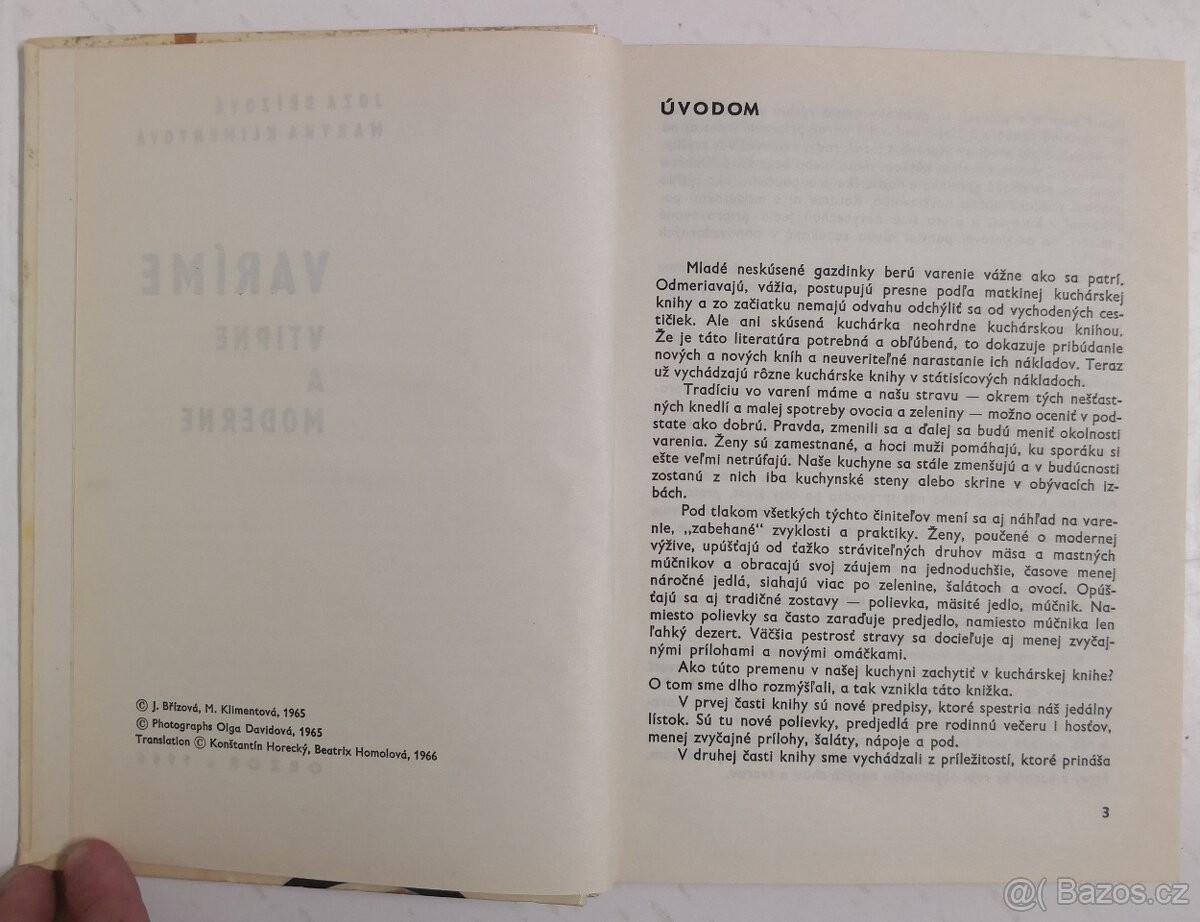 JOZA BŘÍZOVÁ
MARYNA KLIMENTOVÁ
VARÍME
VTIPNE
A
MODERNE
OBZOR, 1966
© J. Břízová, M. Klimentová, 1965
© Photographs Olga Davidová, 1965
Translation © Konštantín Horecký, Beatrix Homolová, 1966
ÚVODOM
Mladé neskúsené gazdinky berú varenie vážne ako sa patrí.
Odmeriavajú, vážia, postupujú presne podľa matkinej kuchárskej
knihy a zo začiatku nemajú odvahu odchýliť sa od vychodených ces-
tičiek. Ale ani skúsená kuchárka neohrdne kuchárskou knihou.
Že je táto literatúra potrebná a obľúbená, to dokazuje pribúdanie
nových a nových kníh a neuveriteľné narastanie ich nákladov. Teraz
už vychádzajú rôzne kuchárske knihy v státisícových nákladoch.
Tradíciu vo varení máme a našu stravu — okrem tých nešťast-
ných knedlí a malej spotreby ovocia a zeleniny — možno oceniť v pod-
state ako dobrú. Pravda, zmenili sa a ďalej sa budú meniť okolnosti
varenia. Ženy sú zamestnané, a hoci muži pomáhajú, ku sporáku si
ešte veľmi netrúfajú. Naše kuchyne sa stále zmenšujú a v budúcnosti
zostanú z nich iba kuchynské steny alebo skrine v obývacích iz-
bách.
Pod tlakom všetkých týchto činiteľov mení sa aj náhľad na vare-
nie, „zabehané“ zvyklosti a praktiky. Ženy, poučené o modernej
výžive, upúšťajú od ťažko stráviteľných druhov mäsa a mastných
múčnikov a obracajú svoj záujem na jednoduchšie, časove menej
náročné jedlá, siahajú viac po zelenine, šalátoch a ovocí. Opúš-
ťajú sa aj tradičné zostavy — polievka, mäsité jedlo, múčnik. Na-
miesto polievky sa často zaraďuje predjedlo, namiesto múčnika len
ľahký dezert. Väčšia pestrosť stravy sa docieľuje aj menej zvyčaj-
nými prílohami a novými omáčkami.
Ako túto premenu v našej kuchyni zachytiť v kuchárskej knihe?
O tom sme dlho rozmýšľali, a tak vznikla táto knižka.
V prvej časti knihy sú nové predpisy, ktoré spestria náš jedálny
lístok. Sú tu nové polievky, predjedlá pre rodinnú večeru i hosťov,
menej zvyčajné prílohy, šaláty, nápoje a pod.
V druhej časti knihy sme vychádzali z príležitostí, ktoré prináša
3
@( Bazos.cz